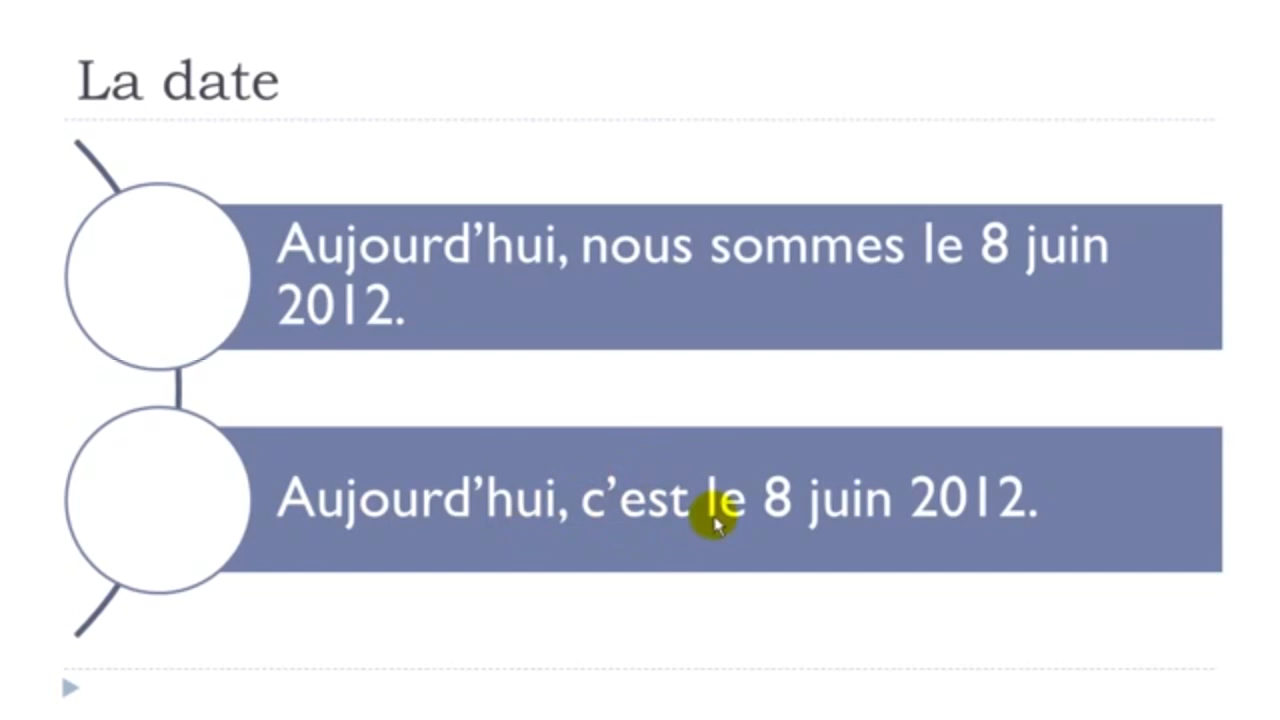 La date
Aujourd’hui, nous sommes le 8 juin
2012.
Aujourd’hui, c’est le 8 juin 2012.